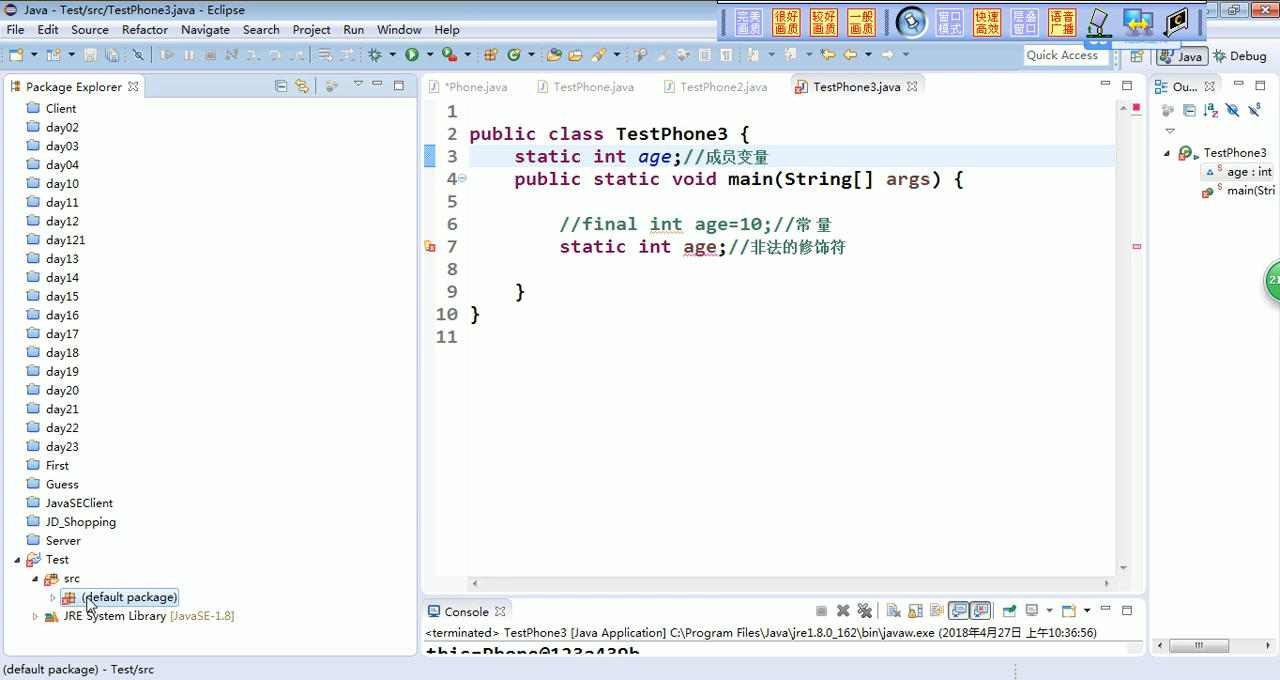 Java - Test/src/TestPhone3.java - Eclipse
File Edit Source Refactor Navigate Search Project Run Window Help
完美画质 很好画质 较好画质 一般画质 窗口模式 快速高效 层叠窗口 语音广播
Quick Access Java Debug
Package Explorer
Client
day02
day03
day04
day10
day11
day12
day121
day13
day14
day15
day16
day17
day18
day19
day20
day21
day22
day23
First
Guess
JavaSEClient
JD_Shopping
Server
Test
src
(default package)
JRE System Library [JavaSE-1.8]
*Phone.java TestPhone.java TestPhone2.java TestPhone3.java
1
2 public class TestPhone3 {
3 static int age;//成员变量
4 public static void main(String[] args) {
5
6 //final int age=10;//常 量
7 static int age;//非法的修饰符
8
9 }
10 }
11
Ou...
TestPhone3
age : int
main(Stri
21
Console
<terminated> TestPhone3 [Java Application] C:\Program Files\Java\jre1.8.0_162\bin\javaw.exe (2018年4月27日 上午10:36:56)
this=Phone@123a439b
(default package) - Test/src